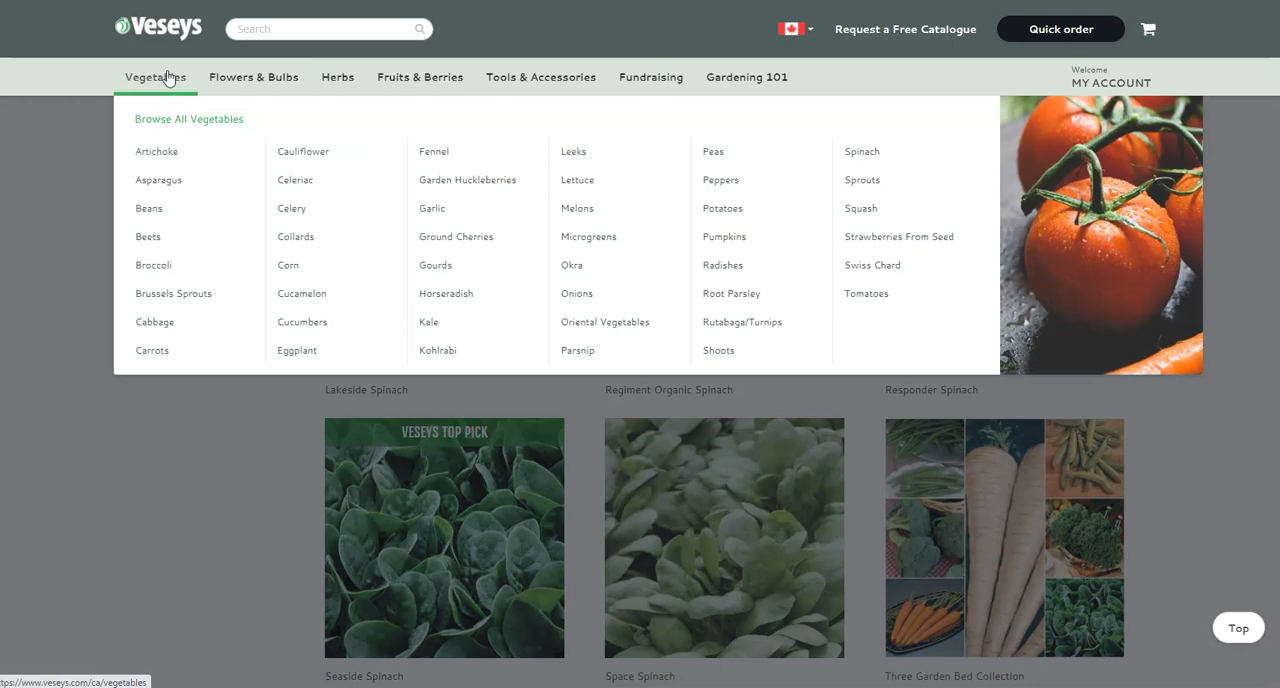 Veseys
Search
Request a Free Catalogue
Quick order
Vegetables
Flowers & Bulbs
Herbs
Fruits & Berries
Tools & Accessories
Fundraising
Gardening 101
Welcome
MY ACCOUNT
Browse All Vegetables
Artichoke
Asparagus
Beans
Beets
Broccoli
Brussels Sprouts
Cabbage
Carrots
Cauliflower
Celeriac
Celery
Collards
Corn
Cucamelon
Cucumbers
Eggplant
Fennel
Garden Huckleberries
Garlic
Ground Cherries
Gourds
Horseradish
Kale
Kohlrabi
Leeks
Lettuce
Melons
Microgreens
Okra
Onions
Oriental Vegetables
Parsnip
Peas
Peppers
Potatoes
Pumpkins
Radishes
Root Parsley
Rutabaga/Turnips
Shoots
Spinach
Sprouts
Squash
Strawberries From Seed
Swiss Chard
Tomatoes
Lakeside Spinach
Regiment Organic Spinach
Responder Spinach
VESEYS TOP PICK
Seaside Spinach
Space Spinach
Three Garden Bed Collection
Top
ttps://www.veseys.com/ca/vegetables